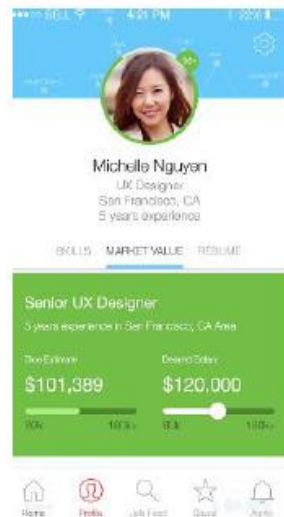 4:21 PM
Michelle Nguyen
UX Designer
San Francisco, CA
5 years experience
SKILLS MARKET VALUE RESUME
Senior UX Designer
5 years experience in San Francisco, CA Area
Desired Salary
$101,389 $120,000
Home Profile Job Feed